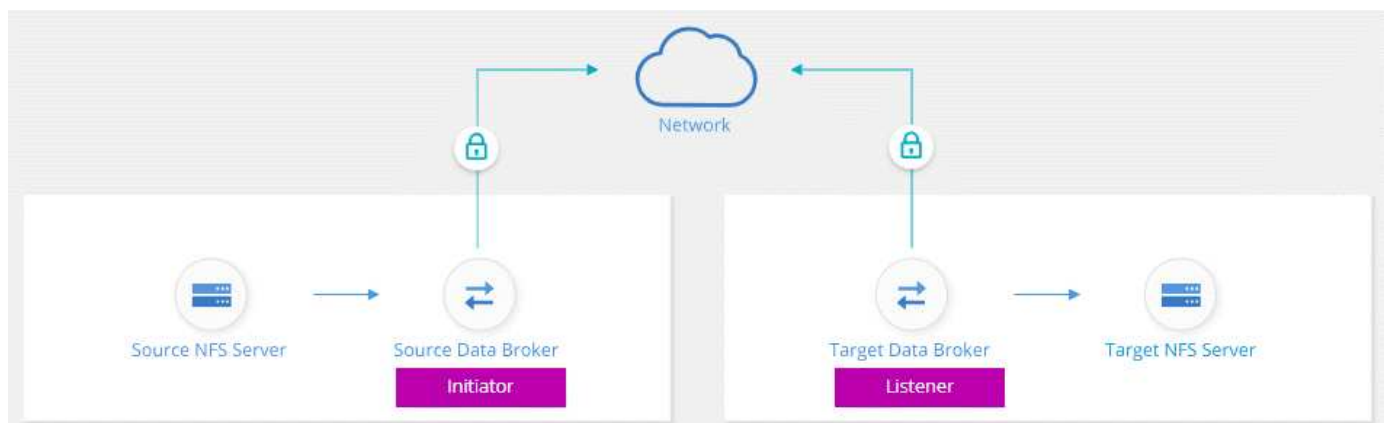 Network
Source NFS Server
Source Data Broker
Target Data Broker
Target NFS Server
Initiator
Listener